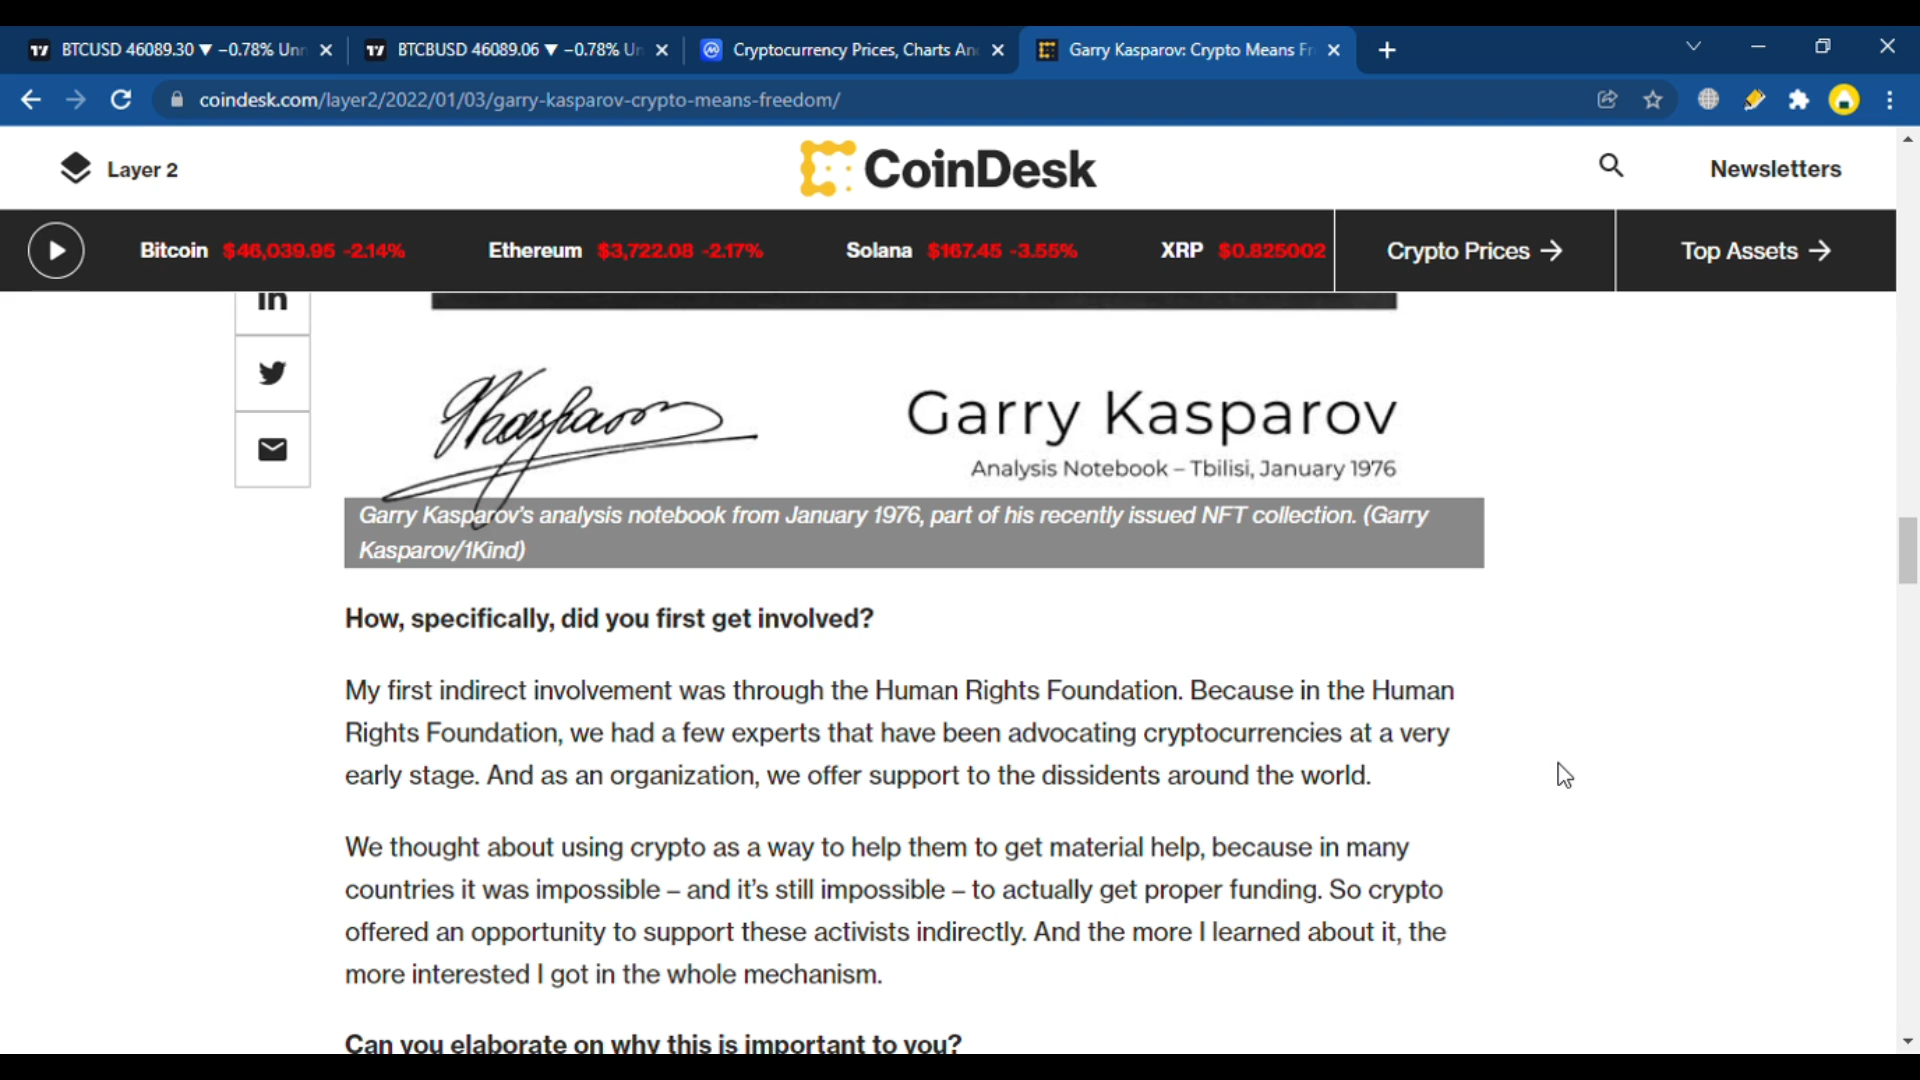 BTCUSD 46089.30 ▼ −0.78% Unn
BTCBUSD 46089.06 ▼ −0.78% Un
Cryptocurrency Prices, Charts An
Garry Kasparov: Crypto Means Fr
coindesk.com/layer2/2022/01/03/garry-kasparov-crypto-means-freedom/
Layer 2
CoinDesk
Newsletters
Bitcoin $46,039.95 -2.14%
Ethereum $3,722.08 -2.17%
Solana $167.45 -3.55%
XRP $0.825002
Crypto Prices →
Top Assets →
in
Gkasparov
Garry Kasparov
Analysis Notebook – Tbilisi, January 1976
Garry Kasparov's analysis notebook from January 1976, part of his recently issued NFT collection. (Garry
Kasparov/1Kind)
How, specifically, did you first get involved?
My first indirect involvement was through the Human Rights Foundation. Because in the Human
Rights Foundation, we had a few experts that have been advocating cryptocurrencies at a very
early stage. And as an organization, we offer support to the dissidents around the world.
We thought about using crypto as a way to help them to get material help, because in many
countries it was impossible – and it's still impossible – to actually get proper funding. So crypto
offered an opportunity to support these activists indirectly. And the more I learned about it, the
more interested I got in the whole mechanism.
Can you elaborate on why this is important to you?